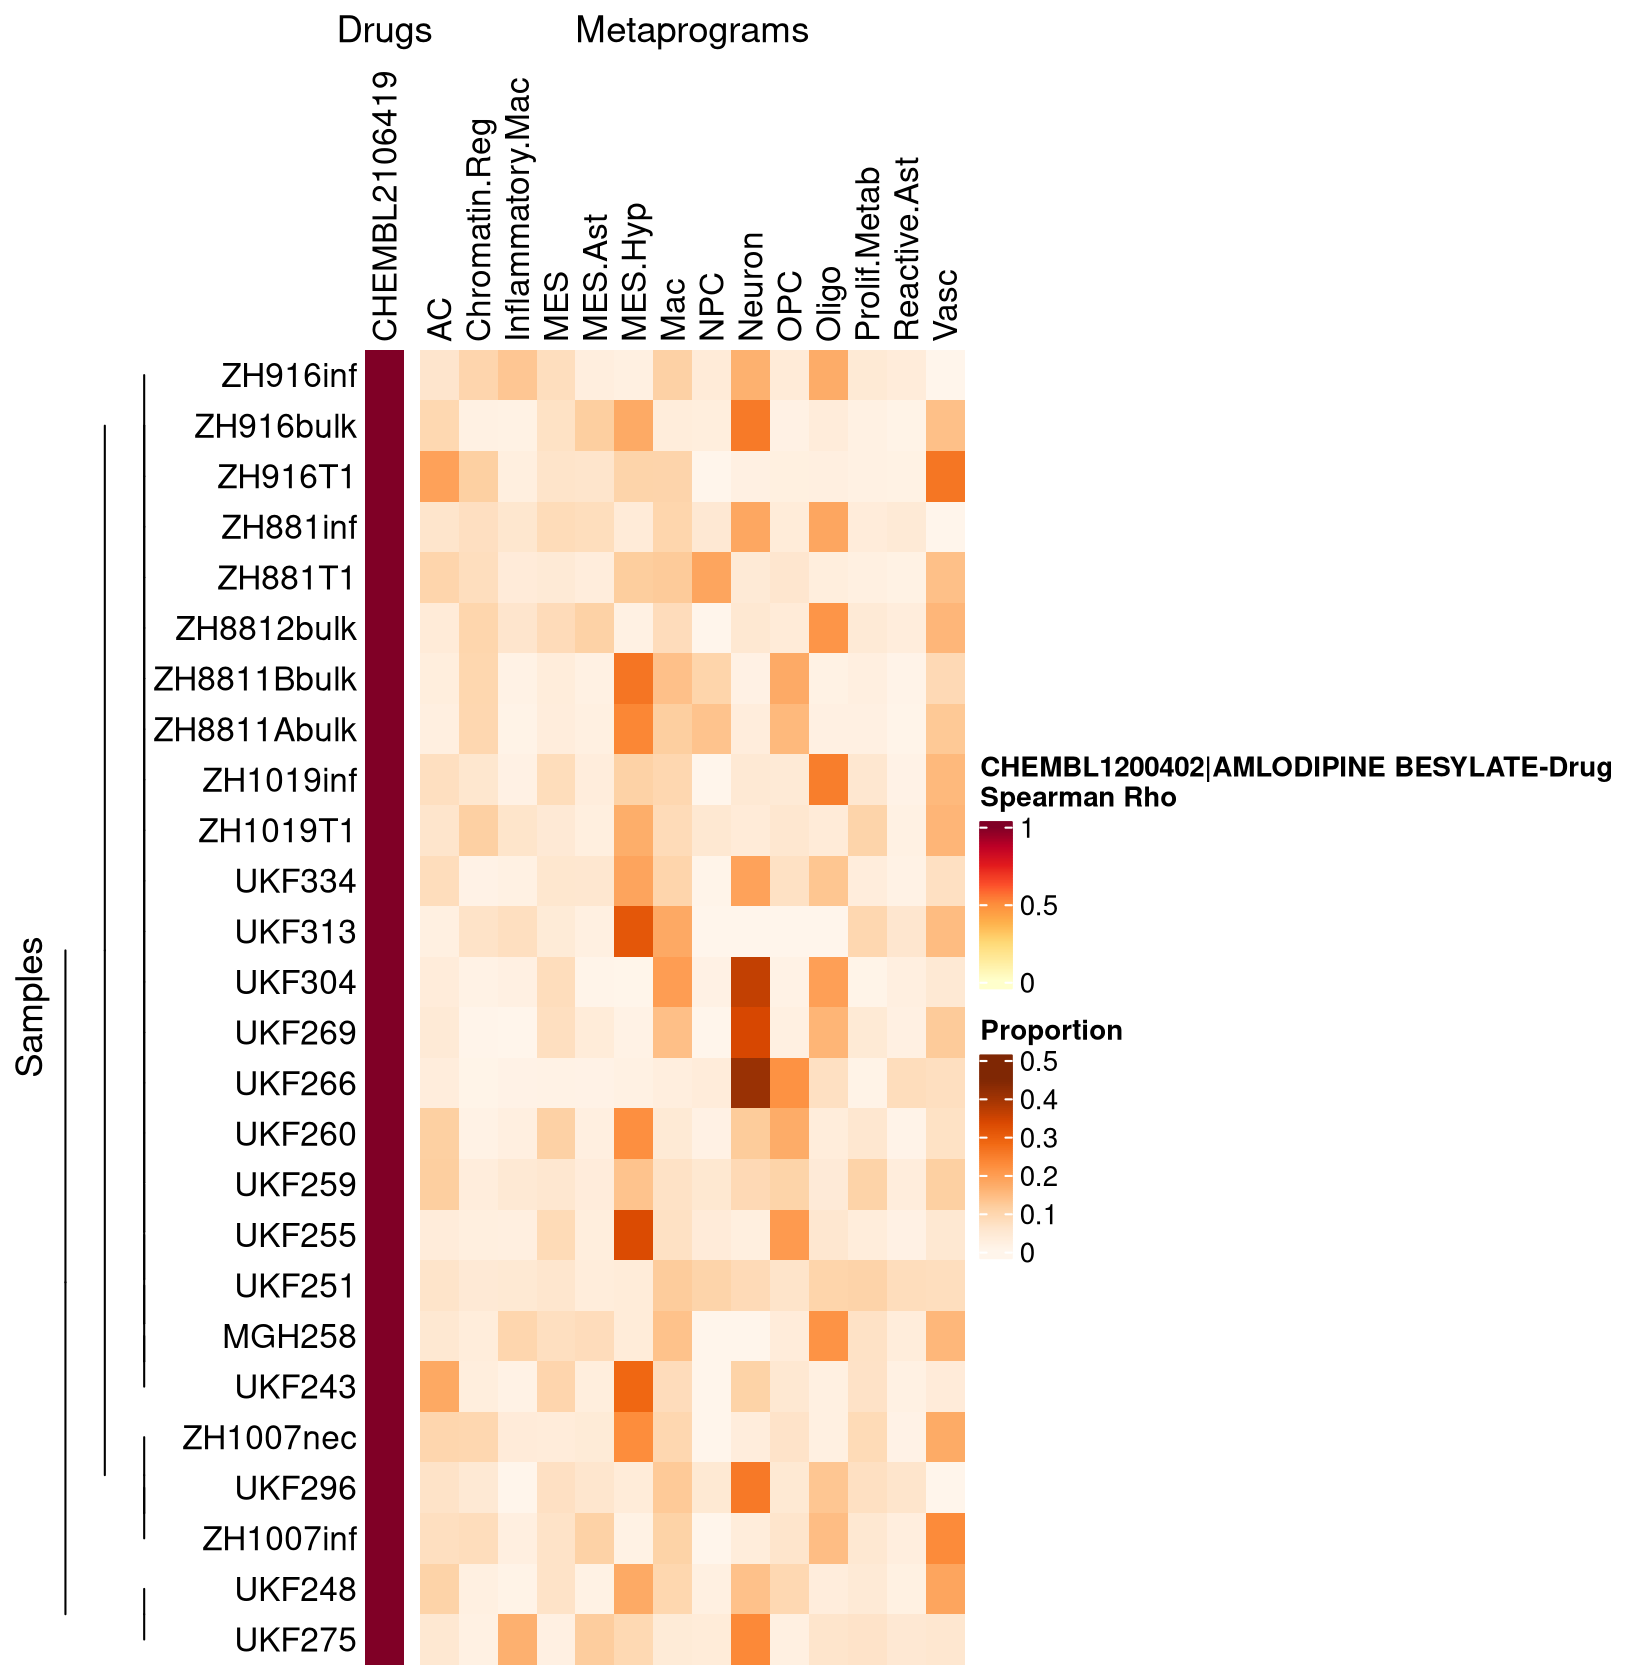 Drugs
Metaprograms
CHEMBL2106419
AC
Chromatin.Reg
Inflammatory.Mac
MES
MES.Ast
MES.Hyp
Mac
NPC
Neuron
OPC
Oligo
Prolif.Metab
Reactive.Ast
Vasc
Samples
ZH916inf
ZH916bulk
ZH916T1
ZH881inf
ZH881T1
ZH8812bulk
ZH8811Bbulk
ZH8811Abulk
ZH1019inf
ZH1019T1
UKF334
UKF313
UKF304
UKF269
UKF266
UKF260
UKF259
UKF255
UKF251
MGH258
UKF243
ZH1007nec
UKF296
ZH1007inf
UKF248
UKF275
CHEMBL1200402|AMLODIPINE BESYLATE-Drug
Spearman Rho
1
0.5
0
Proportion
0.5
0.4
0.3
0.2
0.1
0